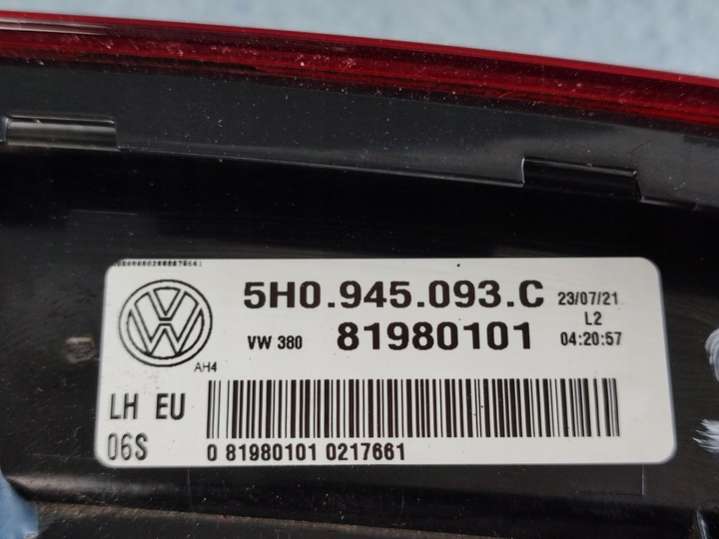 5H0.945.093.C 23/07/21
L2
VW 380 81980101 04:20:57
AH4
LH EU
06S
0 81980101 0217661